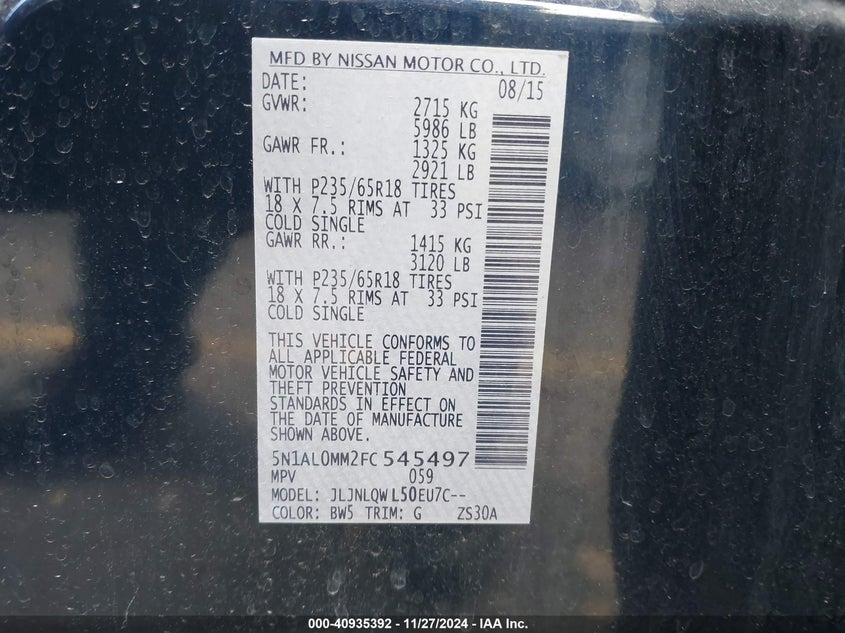 MFD BY NISSAN MOTOR CO., LTD.
DATE: 08/15
GVWR: 2715 KG
5986 LB
GAWR FR.: 1325 KG
2921 LB
WITH P235/65R18 TIRES
18 X 7.5 RIMS AT 33 PSI
COLD SINGLE
GAWR RR.: 1415 KG
3120 LB
WITH P235/65R18 TIRES
18 X 7.5 RIMS AT 33 PSI
COLD SINGLE
THIS VEHICLE CONFORMS TO
ALL APPLICABLE FEDERAL
MOTOR VEHICLE SAFETY AND
THEFT PREVENTION
STANDARDS IN EFFECT ON
THE DATE OF MANUFACTURE
SHOWN ABOVE.
5N1AL0MM2FC 545497
MPV 059
MODEL: JLJNLQW L50EU7C--
COLOR: BW5 TRIM: G ZS30A
000-40935392 - 11/27/2024 - IAA Inc.